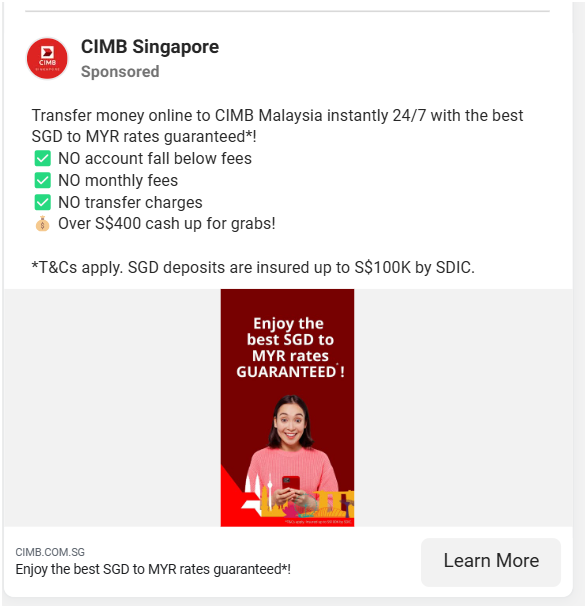 CIMB
SINGAPORE
CIMB Singapore
Sponsored
Transfer money online to CIMB Malaysia instantly 24/7 with the best
SGD to MYR rates guaranteed*!
✅ NO account fall below fees
✅ NO monthly fees
✅ NO transfer charges
💰 Over S$400 cash up for grabs!
*T&Cs apply. SGD deposits are insured up to S$100K by SDIC.
Enjoy the
best SGD to
MYR rates
GUARANTEED*!
CIMB.COM.SG
Enjoy the best SGD to MYR rates guaranteed*!
Learn More